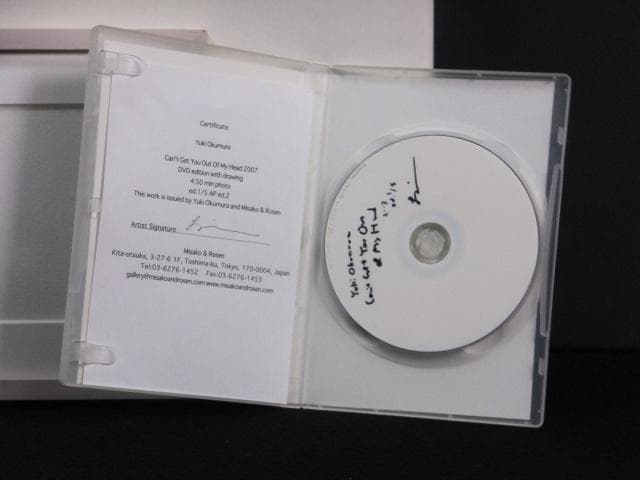 Certificate
Yuki Okumura
Can't Get You Out Of My Head 2007
DVD edition with drawing
4:50 min photo
ed.1/5 AP ed.2
This work is issued by Yuki Okumura and Misako & Rosen
Artist Signature
Misako & Rosen
Kita-otsuka, 3-27-6 1F, Toshima-ku, Tokyo, 170-0004, Japan
Tel:03-6276-1452 Fax:03-6276-1453
gallery@misakoandrosen.com www.misakoandrosen.com
Yuki Okumura
Can't Get You Out
of My Head
ed. 1/5